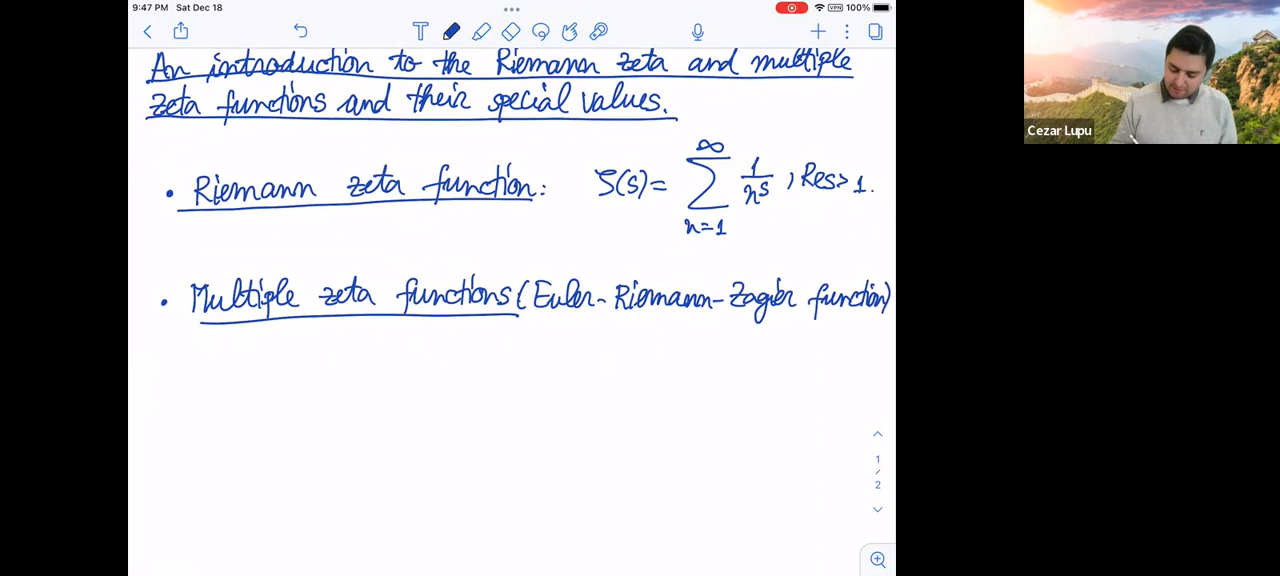 9:47 PM Sat Dec 18
VPN 100%
An introduction to the Riemann zeta and multiple
zeta functions and their special values.
• Riemann zeta function: ζ(s) = ∑_{n=1}^{∞} 1/n^s, Re s > 1.
• Multiple zeta functions (Euler-Riemann-Zagier function)
Cezar Lupu
1
/
2